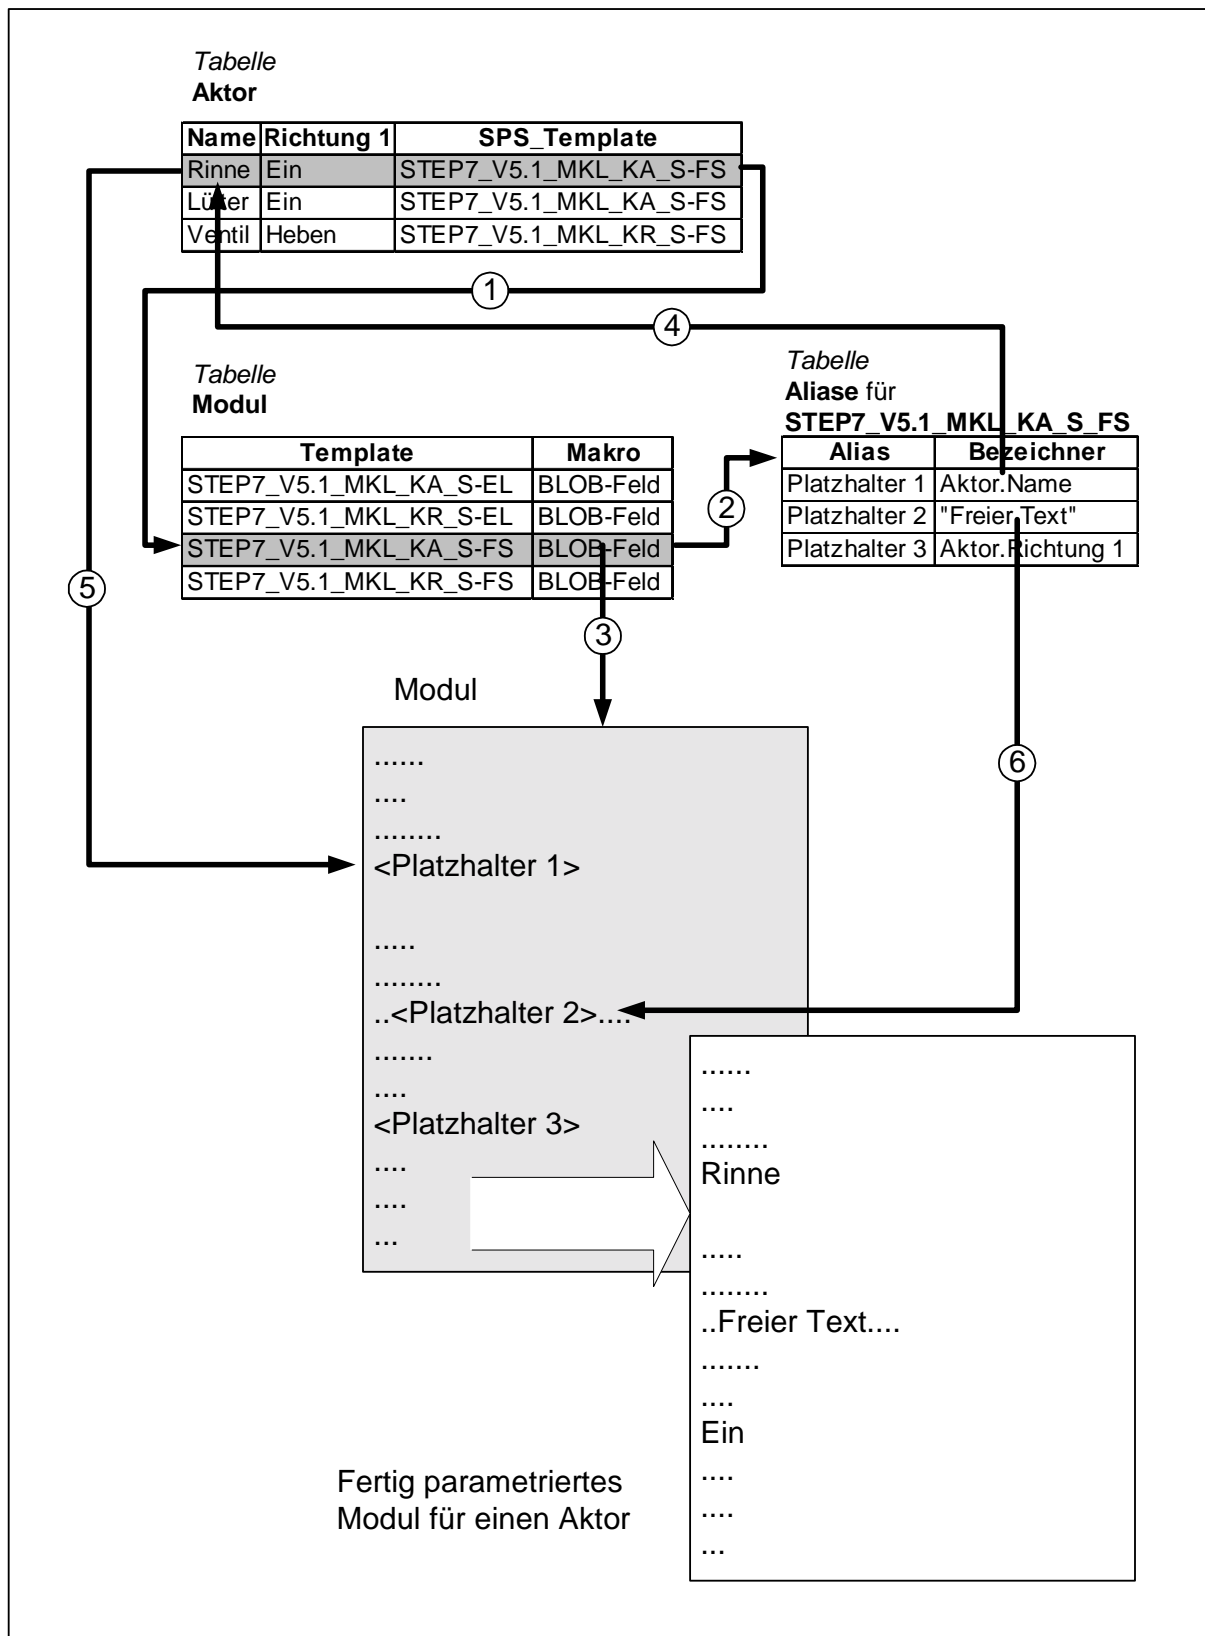 Tabelle
Aktor
Name Richtung 1 SPS_Template
Rinne Ein STEP7_V5.1_MKL_KA_S-FS
Lüfter Ein STEP7_V5.1_MKL_KA_S-FS
Ventil Heben STEP7_V5.1_MKL_KR_S-FS
1
4
Tabelle
Modul
Template Makro
STEP7_V5.1_MKL_KA_S-EL BLOB-Feld
STEP7_V5.1_MKL_KR_S-EL BLOB-Feld
STEP7_V5.1_MKL_KA_S-FS BLOB-Feld
STEP7_V5.1_MKL_KR_S-FS BLOB-Feld
2
Tabelle
Aliase für
STEP7_V5.1_MKL_KA_S_FS
Alias Bezeichner
Platzhalter 1 Aktor.Name
Platzhalter 2 "Freier Text"
Platzhalter 3 Aktor.Richtung 1
5
3
6
Modul
......
....
........
<Platzhalter 1>
.....
........
..<Platzhalter 2>....
.......
....
<Platzhalter 3>
....
....
...
......
....
........
Rinne
.....
........
..Freier Text....
.......
....
Ein
....
....
...
Fertig parametriertes
Modul für einen Aktor